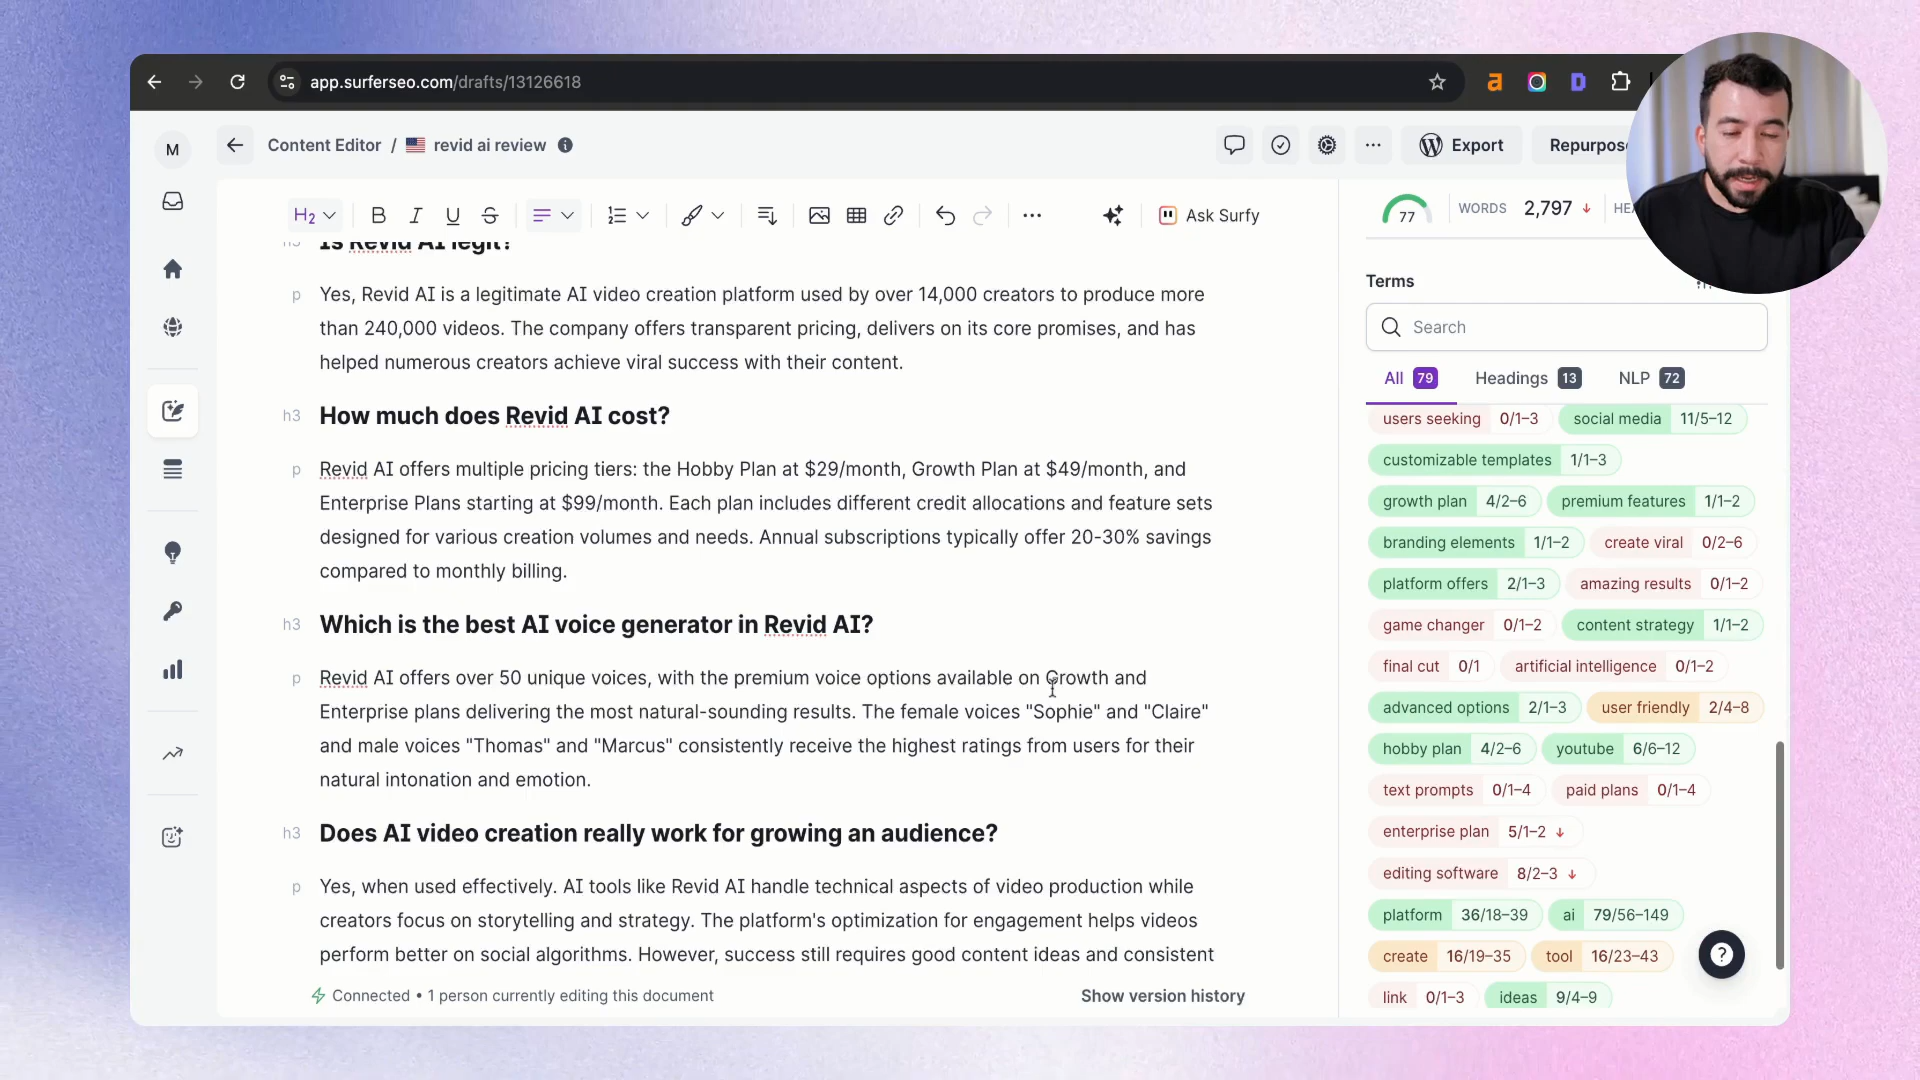 app.surferseo.com/drafts/13126618
M
Content Editor / revid ai review
Export
H2
B I U S
Ask Surfy
77
WORDS 2,797
h3 Is Revid AI legit?
p Yes, Revid AI is a legitimate AI video creation platform used by over 14,000 creators to produce more
than 240,000 videos. The company offers transparent pricing, delivers on its core promises, and has
helped numerous creators achieve viral success with their content.
h3 How much does Revid AI cost?
p Revid AI offers multiple pricing tiers: the Hobby Plan at $29/month, Growth Plan at $49/month, and
Enterprise Plans starting at $99/month. Each plan includes different credit allocations and feature sets
designed for various creation volumes and needs. Annual subscriptions typically offer 20-30% savings
compared to monthly billing.
h3 Which is the best AI voice generator in Revid AI?
p Revid AI offers over 50 unique voices, with the premium voice options available on Growth and
Enterprise plans delivering the most natural-sounding results. The female voices "Sophie" and "Claire"
and male voices "Thomas" and "Marcus" consistently receive the highest ratings from users for their
natural intonation and emotion.
h3 Does AI video creation really work for growing an audience?
p Yes, when used effectively. AI tools like Revid AI handle technical aspects of video production while
creators focus on storytelling and strategy. The platform's optimization for engagement helps videos
perform better on social algorithms. However, success still requires good content ideas and consistent
Connected • 1 person currently editing this document
Show version history
Terms
Search
All 79 Headings 13 NLP 72
users seeking 0/1–3 social media 11/5–12
customizable templates 1/1–3
growth plan 4/2–6 premium features 1/1–2
branding elements 1/1–2 create viral 0/2–6
platform offers 2/1–3 amazing results 0/1–2
game changer 0/1–2 content strategy 1/1–2
final cut 0/1 artificial intelligence 0/1–2
advanced options 2/1–3 user friendly 2/4–8
hobby plan 4/2–6 youtube 6/6–12
text prompts 0/1–4 paid plans 0/1–4
enterprise plan 5/1–2 ↓
editing software 8/2–3 ↓
platform 36/18–39 ai 79/56–149
create 16/19–35 tool 16/23–43
link 0/1–3 ideas 9/4–9